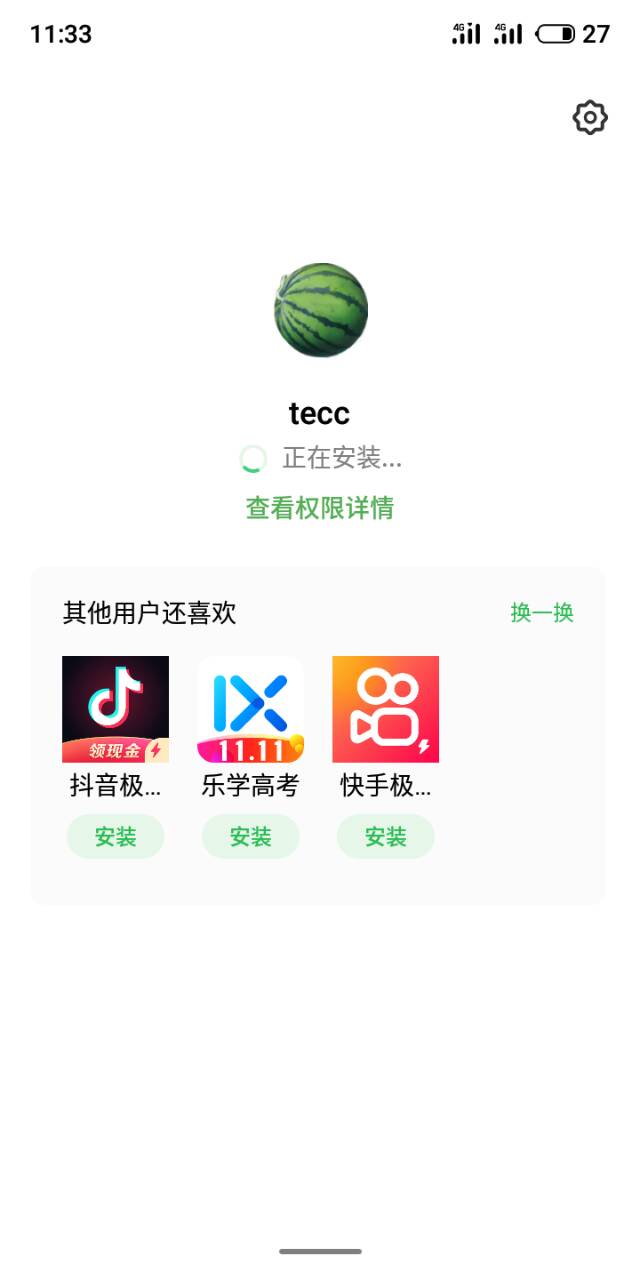 11:33
4G 4G 27
tecc
正在安装...
查看权限详情
其他用户还喜欢 换一换
领现金 11.11
抖音极... 乐学高考 快手极...
安装 安装 安装